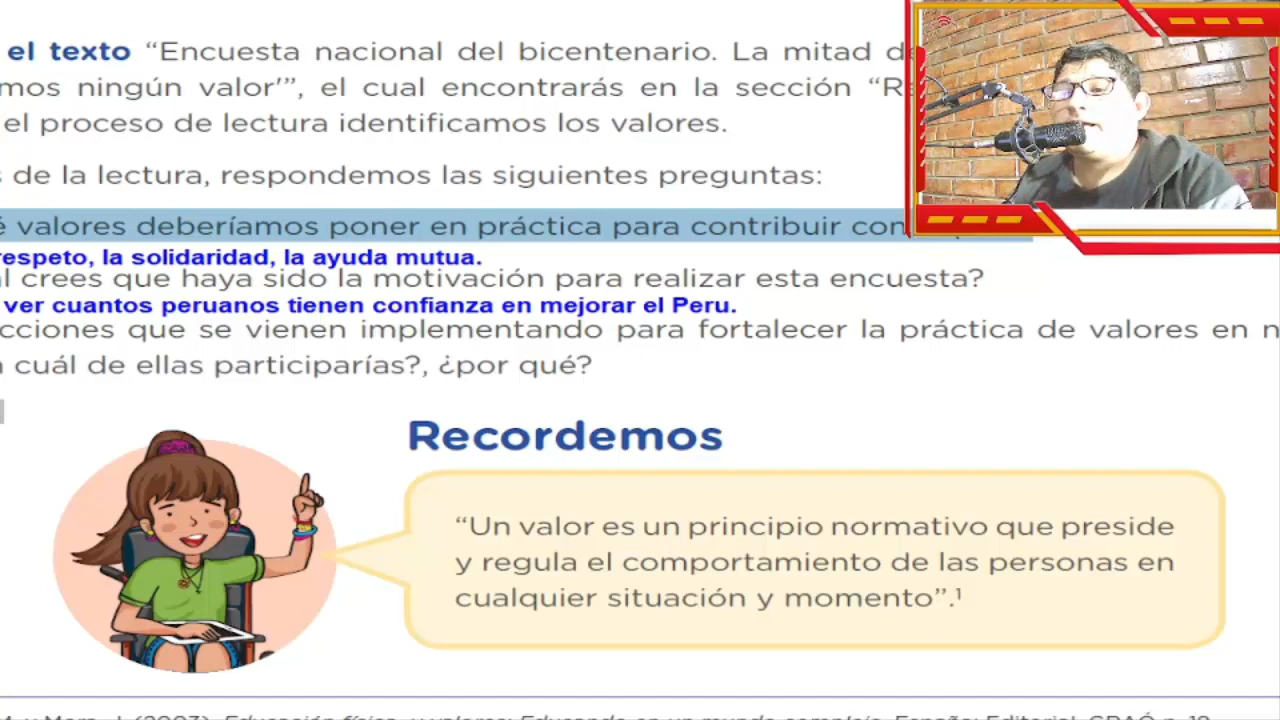 el texto “Encuesta nacional del bicentenario. La mitad
mos ningún valor'”, el cual encontrarás en la sección
el proceso de lectura identificamos los valores.
de la lectura, respondemos las siguientes preguntas:
valores deberíamos poner en práctica para contribuir con
respeto, la solidaridad, la ayuda mutua.
crees que haya sido la motivación para realizar esta encuesta?
ver cuantos peruanos tienen confianza en mejorar el Peru.
cciones que se vienen implementando para fortalecer la práctica de valores en
cuál de ellas participarías?, ¿por qué?
Recordemos
“Un valor es un principio normativo que preside
y regula el comportamiento de las personas en
cualquier situación y momento”.¹